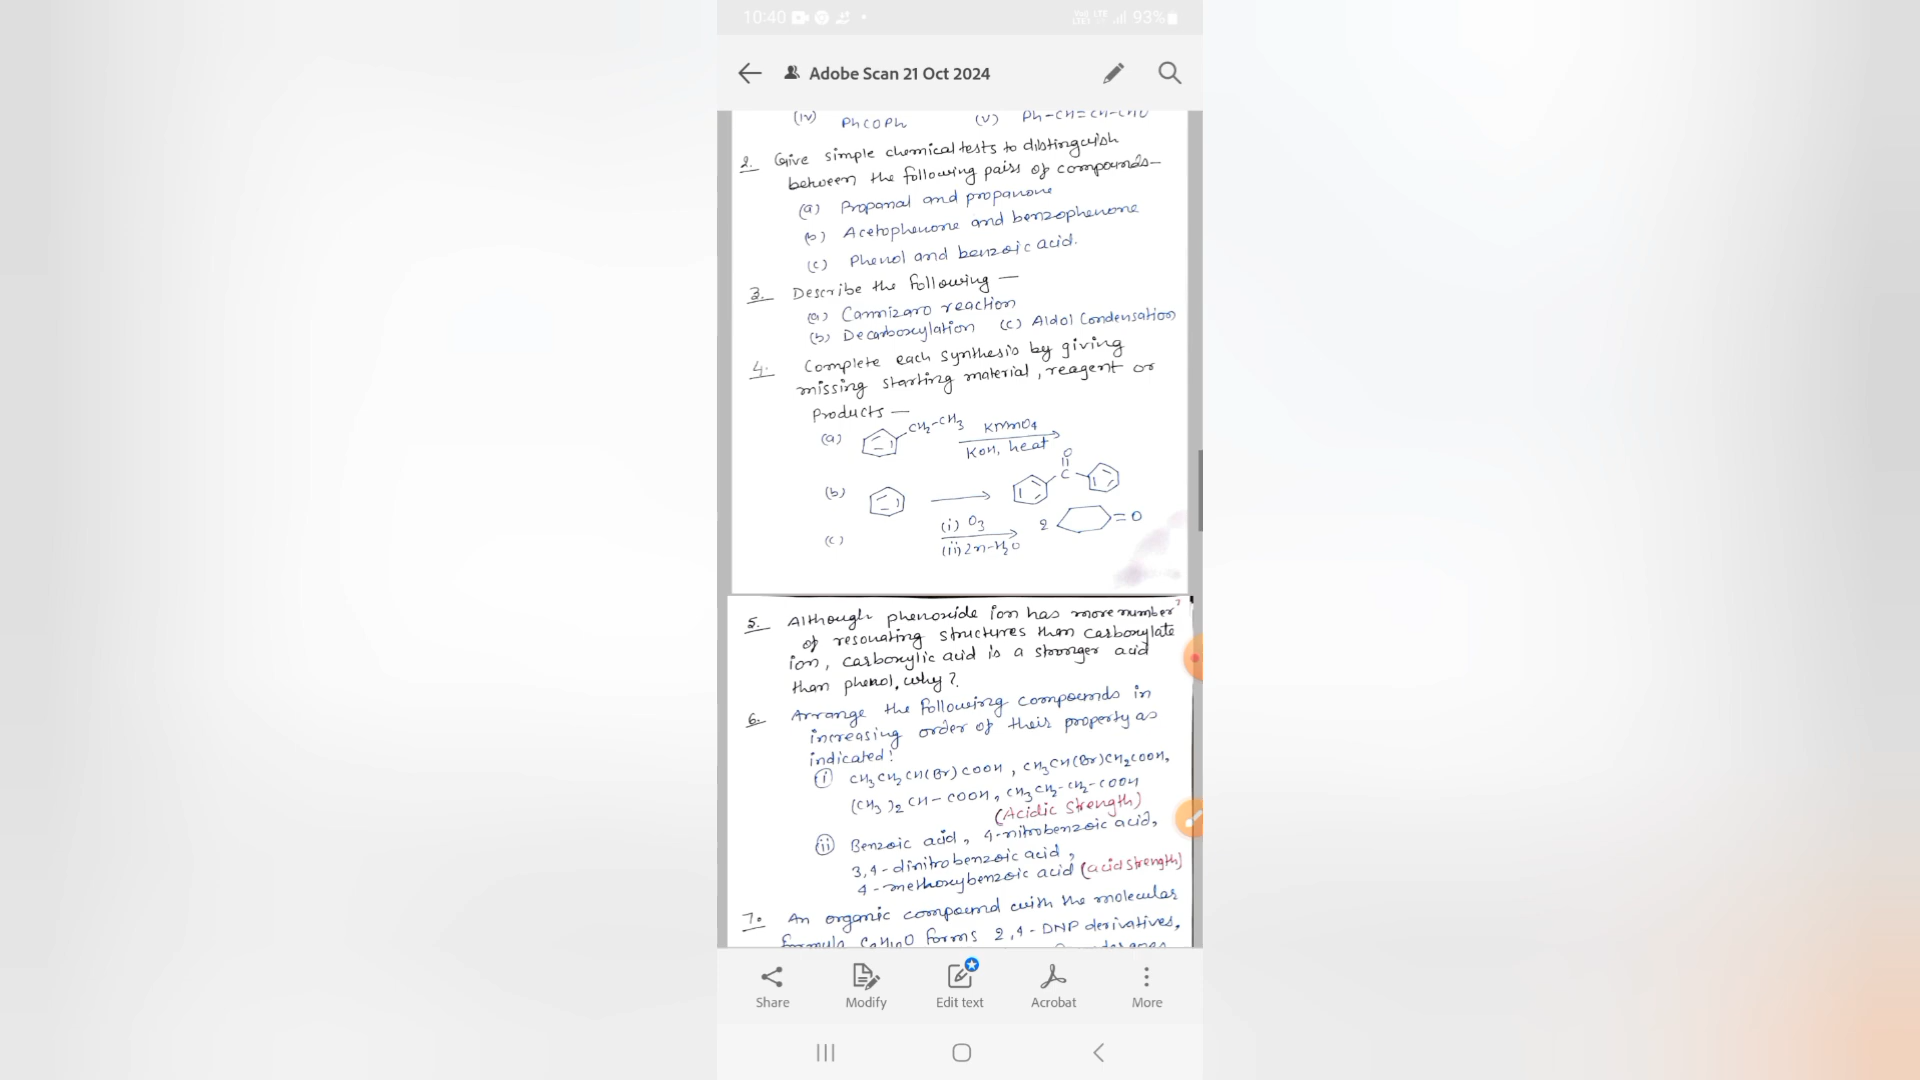 10:40 93%
Adobe Scan 21 Oct 2024
(iv) PhCOPh (v) Ph-CH=CH-CHO
2. Give simple chemical tests to distinguish
between the following pairs of compounds—
(a) Propanal and propanone
(b) Acetophenone and benzophenone
(c) Phenol and benzoic acid.
3. Describe the following —
(a) Cannizaro reaction
(b) Decarboxylation (c) Aldol Condensation
4. Complete each synthesis by giving
missing starting material, reagent or
Products —
(a) CH2-CH3 KMnO4
KOH, heat
(b) O
C
(c) (i) O3 2 =O
(ii) Zn-H2O
5. Although phenoxide ion has more number
of resonating structures than carboxylate
ion, carboxylic acid is a stronger acid
than phenol, why?
6. Arrange the following compounds in
increasing order of their property as
indicated!
(i) CH3CH2CH(Br)COOH, CH3CH(Br)CH2COOH,
(CH3)2CH-COOH, CH3CH2-CH2-COOH
(Acidic strength)
(ii) Benzoic acid, 4-nitrobenzoic acid,
3,4-dinitrobenzoic acid,
4-methoxybenzoic acid (acid strength)
7. An organic compound with the molecular
formula C9H10O forms 2,4-DNP derivatives,
Share Modify Edit text Acrobat More